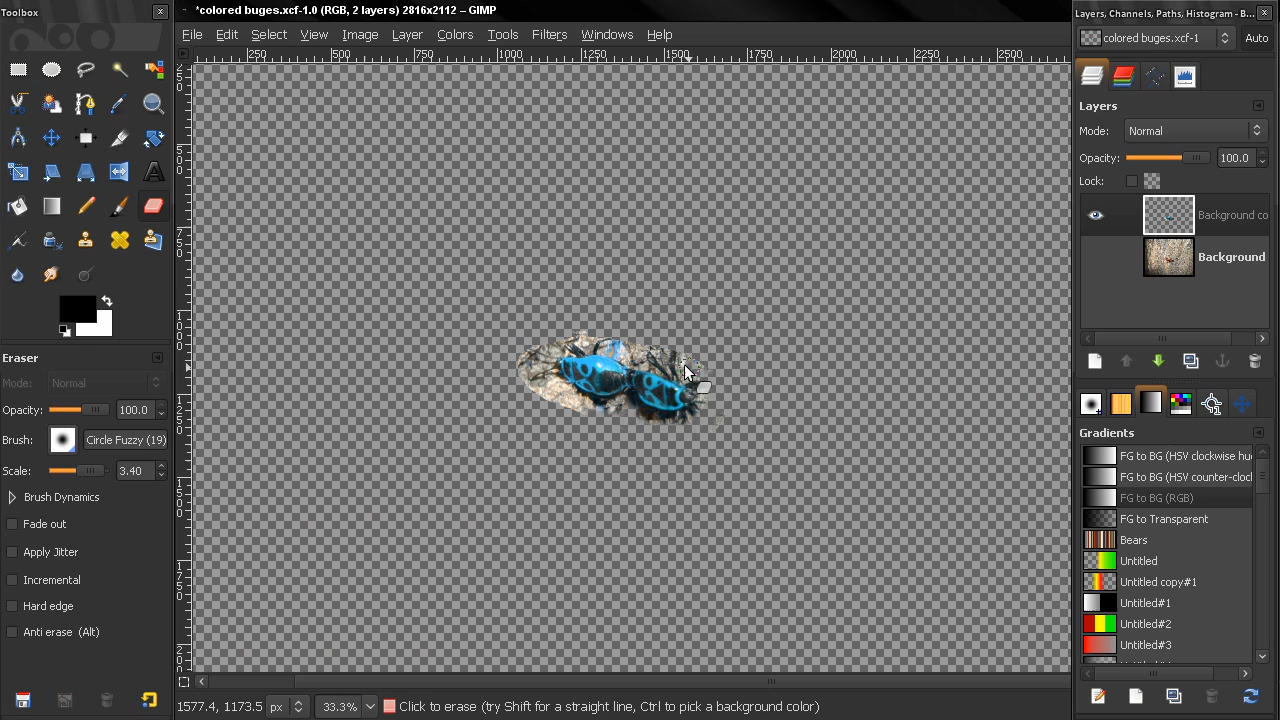 Toolbox
*colored buges.xcf-1.0 (RGB, 2 layers) 2816x2112 – GIMP
Layers, Channels, Paths, Histogram - B...
File Edit Select View Image Layer Colors Tools Filters Windows Help
colored buges.xcf-1
Auto
250 500 750 1000 1250 1500 1750 2000 2250 2500
Layers
Mode: Normal
Opacity: 100.0
Lock:
Background co
Background
Eraser
Mode: Normal
Opacity: 100.0
Brush: Circle Fuzzy (19)
Scale: 3.40
Brush Dynamics
Fade out
Apply Jitter
Incremental
Hard edge
Anti erase (Alt)
Gradients
FG to BG (HSV clockwise hu
FG to BG (HSV counter-clocl
FG to BG (RGB)
FG to Transparent
Bears
Untitled
Untitled copy#1
Untitled#1
Untitled#2
Untitled#3
1577.4, 1173.5 px 33.3% Click to erase (try Shift for a straight line, Ctrl to pick a background color)